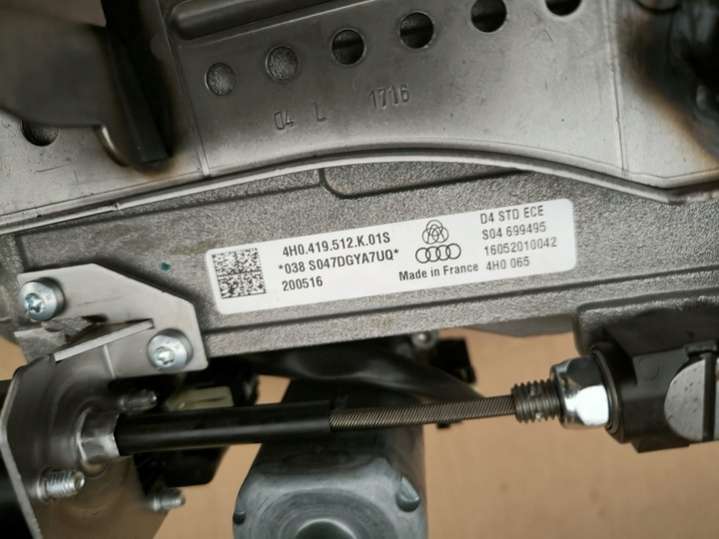 04 L 1716
4H0.419.512.K.01S
*038 S047DGYA7UQ*
200516
Made in France
D4 STD ECE
S04 699495
16052010042
4H0 065